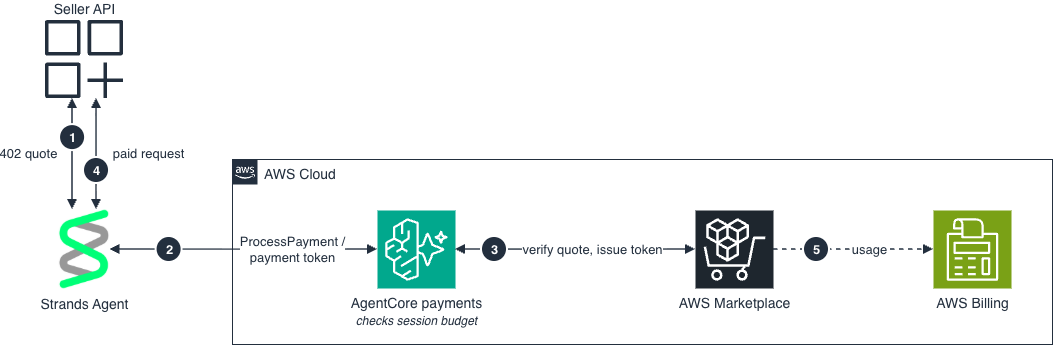 Seller API
1
402 quote
4
paid request
aws
AWS Cloud
2
ProcessPayment /
payment token
3
verify quote, issue token
5
usage
Strands Agent
AgentCore payments
checks session budget
AWS Marketplace
AWS Billing